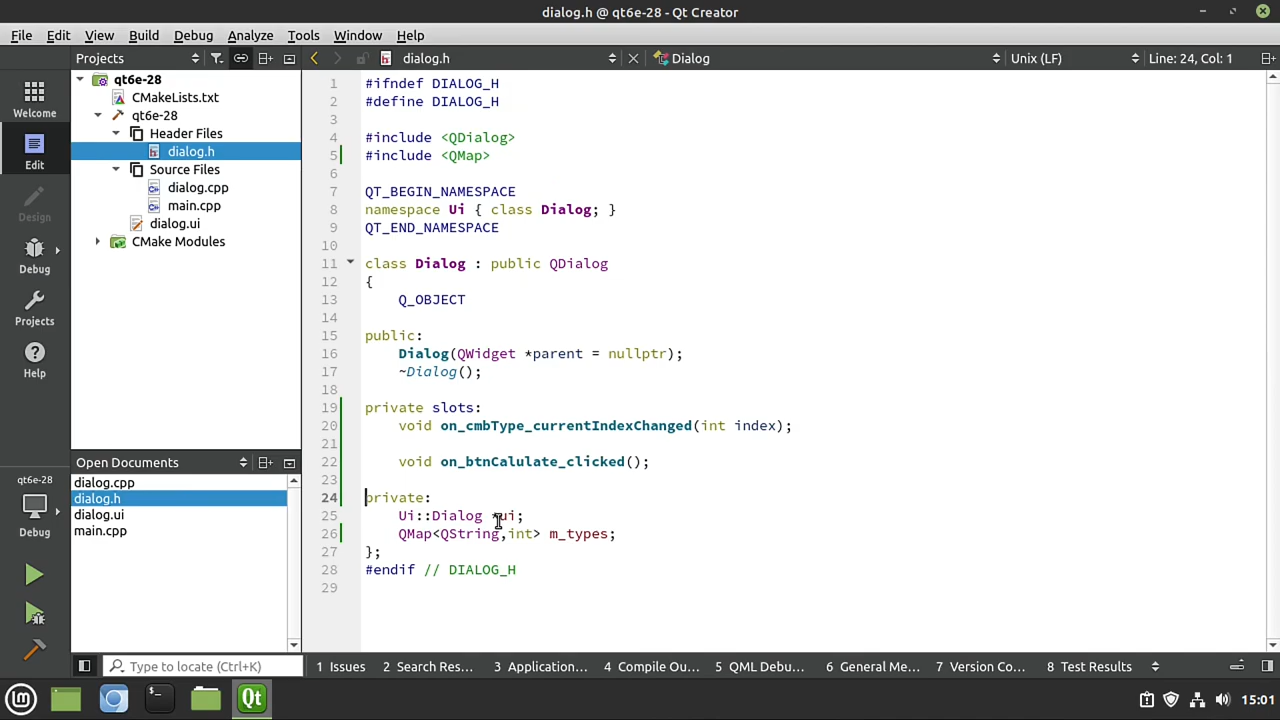 dialog.h @ qt6e-28 - Qt Creator
File Edit View Build Debug Analyze Tools Window Help
Projects dialog.h Dialog Unix (LF) Line: 24, Col: 1
Welcome
Edit
Design
Debug
Projects
Help
qt6e-28
Debug
qt6e-28
CMakeLists.txt
qt6e-28
Header Files
dialog.h
Source Files
dialog.cpp
main.cpp
dialog.ui
CMake Modules
Open Documents
dialog.cpp
dialog.h
dialog.ui
main.cpp
1 #ifndef DIALOG_H
2 #define DIALOG_H
3
4 #include <QDialog>
5 #include <QMap>
6
7 QT_BEGIN_NAMESPACE
8 namespace Ui { class Dialog; }
9 QT_END_NAMESPACE
10
11 class Dialog : public QDialog
12 {
13 Q_OBJECT
14
15 public:
16 Dialog(QWidget *parent = nullptr);
17 ~Dialog();
18
19 private slots:
20 void on_cmbType_currentIndexChanged(int index);
21
22 void on_btnCalulate_clicked();
23
24 private:
25 Ui::Dialog *ui;
26 QMap<QString,int> m_types;
27 };
28 #endif // DIALOG_H
29
Type to locate (Ctrl+K) 1 Issues 2 Search Res... 3 Application... 4 Compile Ou... 5 QML Debu... 6 General Me... 7 Version Co... 8 Test Results
Qt 15:01